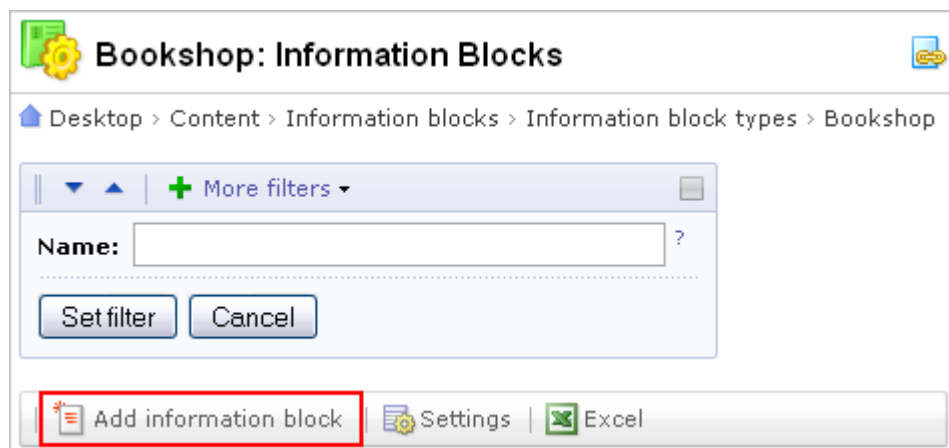 Bookshop: Information Blocks
Desktop > Content > Information blocks > Information block types > Bookshop
More filters
Name: ?
Set filter Cancel
Add information block | Settings | Excel